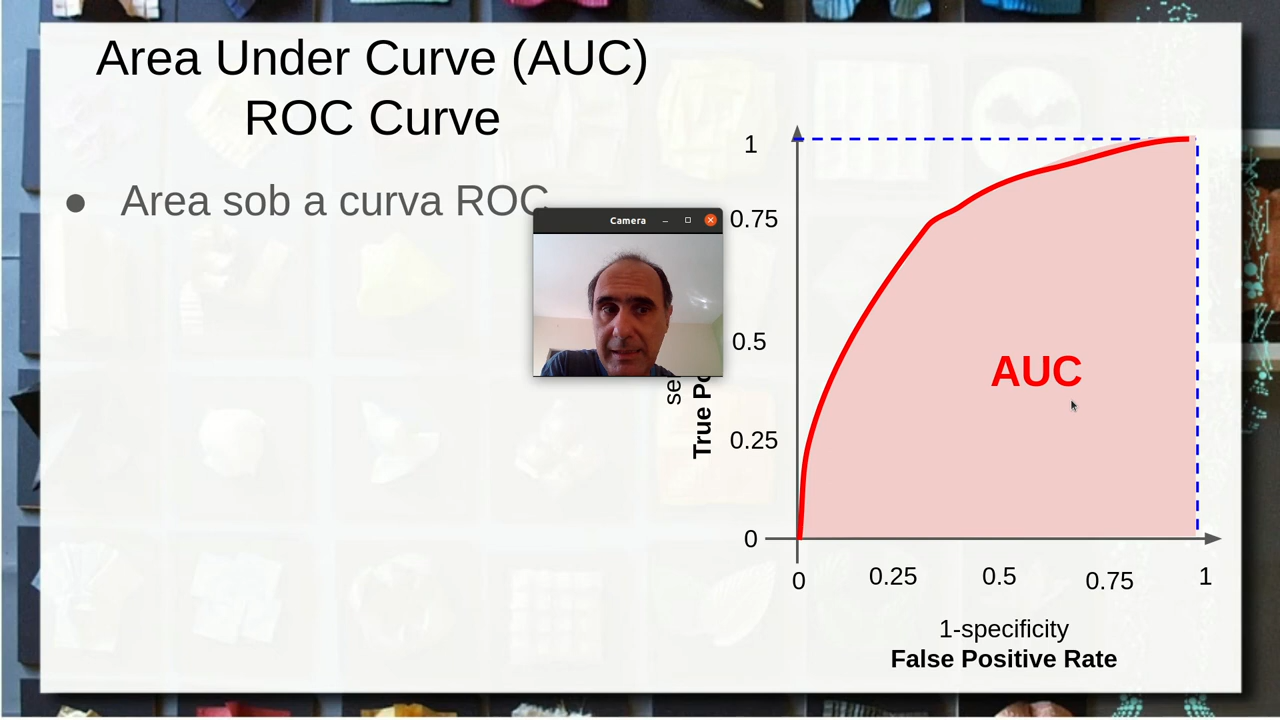 Area Under Curve (AUC)
ROC Curve
● Area sob a curva ROC
Camera
1
0.75
0.5
0.25
0
True
AUC
0
0.25
0.5
0.75
1
1-specificity
False Positive Rate